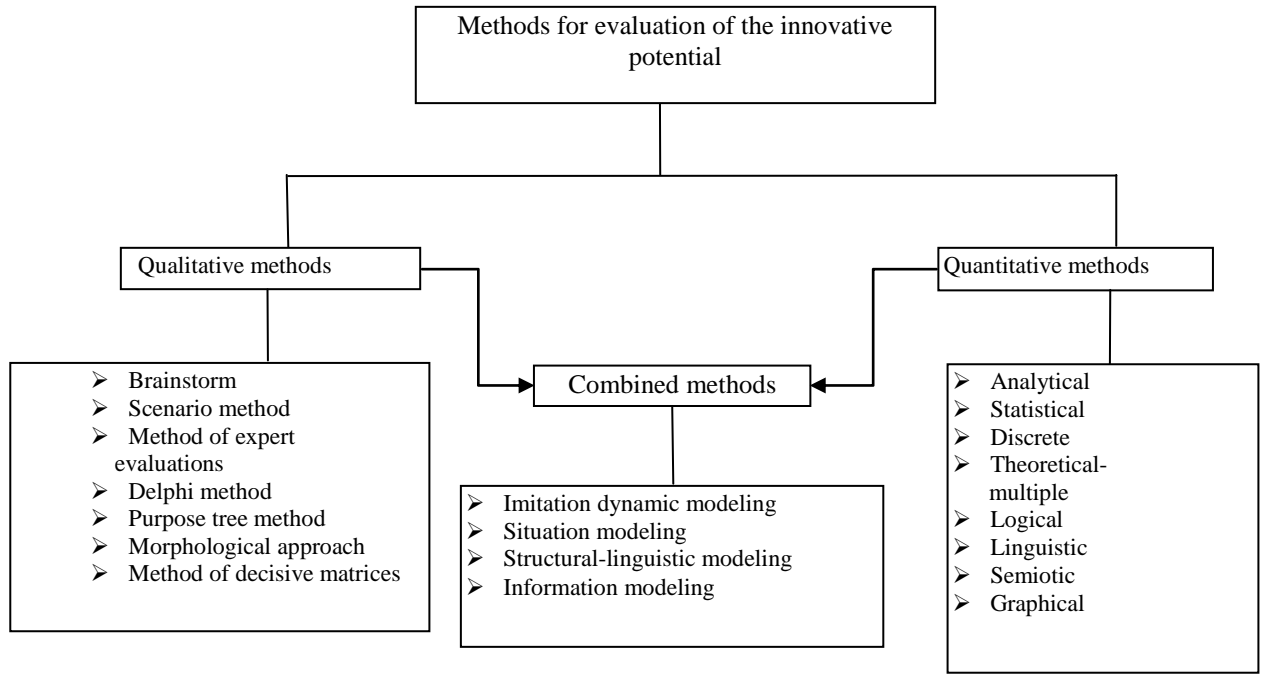 Methods for evaluation of the innovative
potential
Qualitative methods
Quantitative methods
Combined methods
➢ Brainstorm
➢ Scenario method
➢ Method of expert
evaluations
➢ Delphi method
➢ Purpose tree method
➢ Morphological approach
➢ Method of decisive matrices
➢ Imitation dynamic modeling
➢ Situation modeling
➢ Structural-linguistic modeling
➢ Information modeling
➢ Analytical
➢ Statistical
➢ Discrete
➢ Theoretical-
multiple
➢ Logical
➢ Linguistic
➢ Semiotic
➢ Graphical